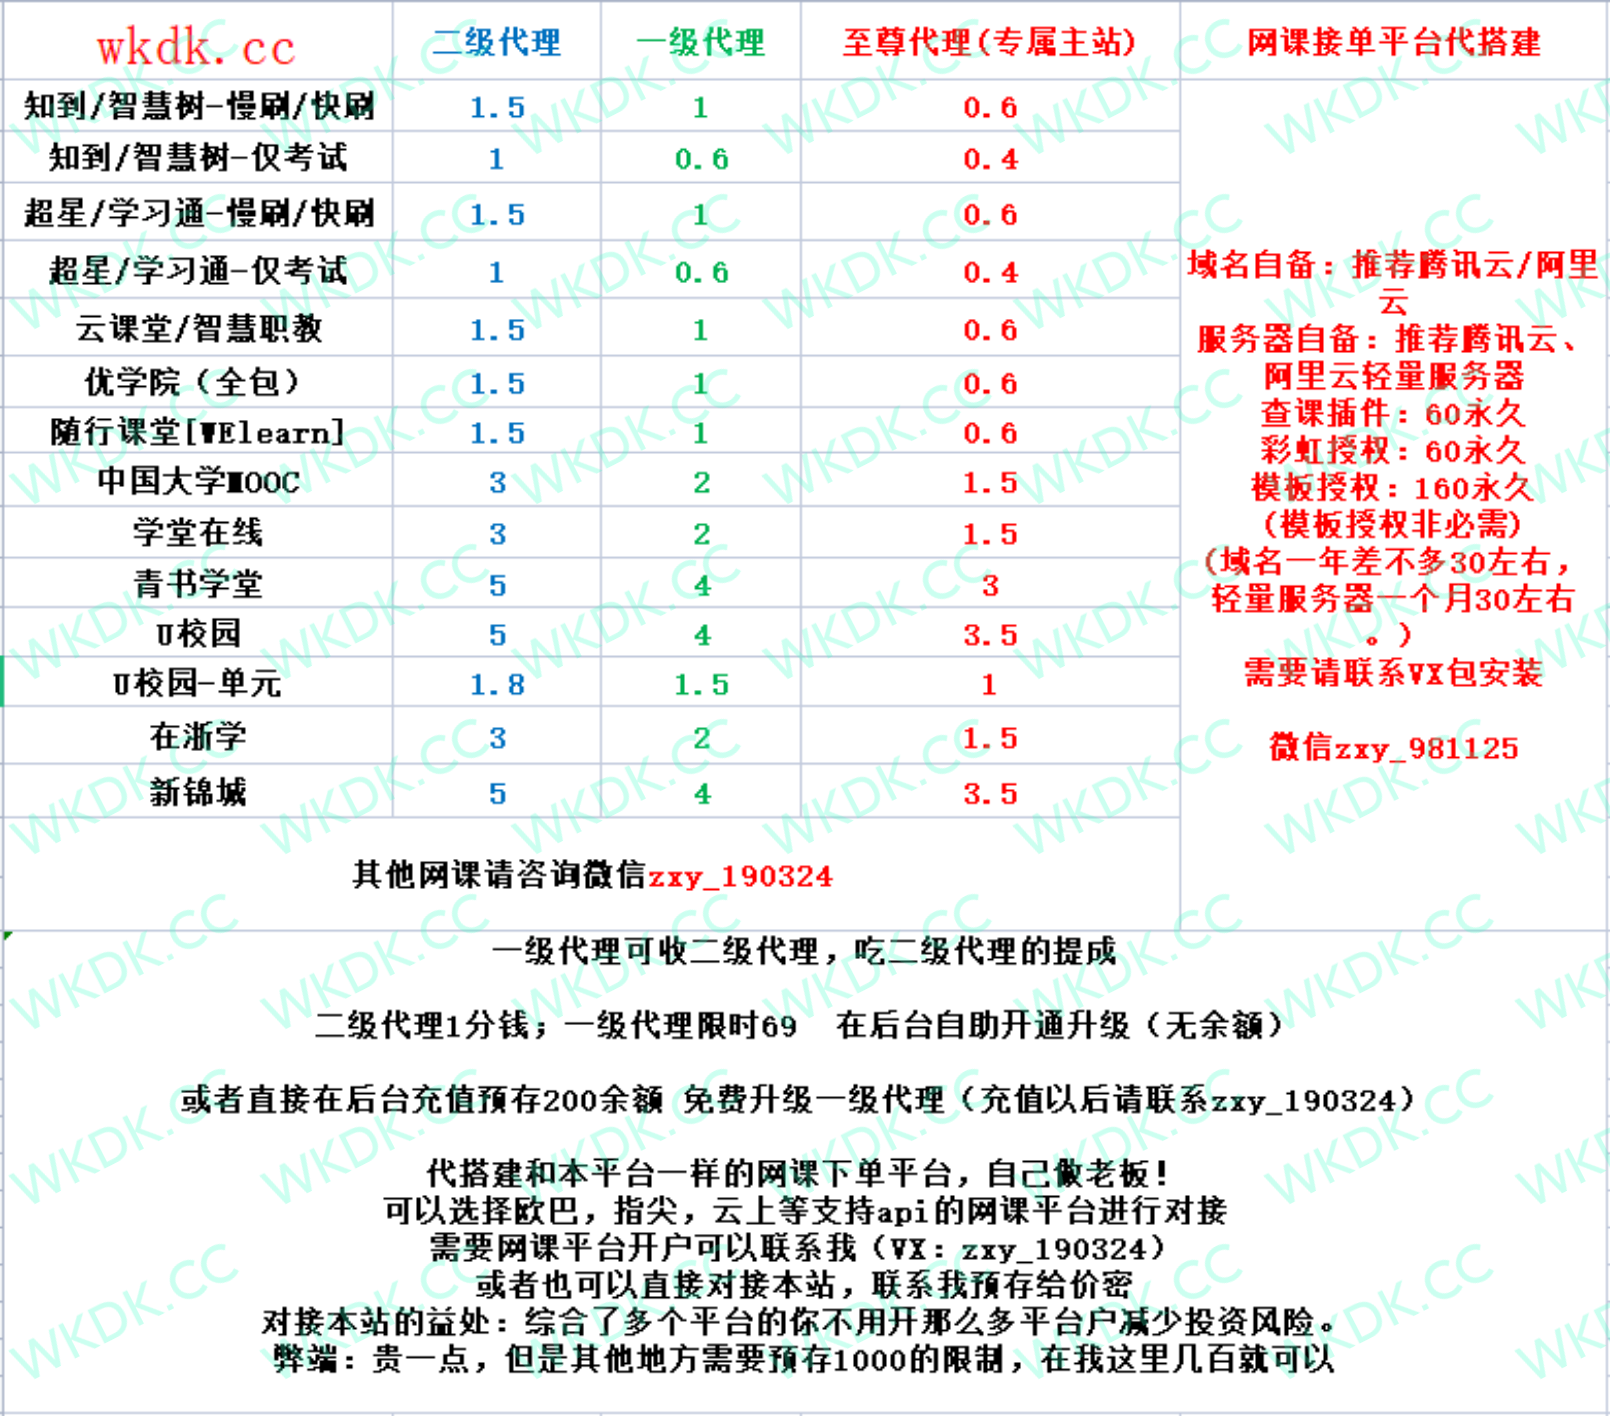 wkdk.cc 二级代理 一级代理 至尊代理(专属主站) 网课接单平台代搭建
知到/智慧树-慢刷/快刷 1.5 1 0.6
知到/智慧树-仅考试 1 0.6 0.4
超星/学习通-慢刷/快刷 1.5 1 0.6
超星/学习通-仅考试 1 0.6 0.4
云课堂/智慧职教 1.5 1 0.6
优学院（全包） 1.5 1 0.6
随行课堂[WElearn] 1.5 1 0.6
中国大学MOOC 3 2 1.5
学堂在线 3 2 1.5
青书学堂 5 4 3
U校园 5 4 3.5
U校园-单元 1.8 1.5 1
在浙学 3 2 1.5
新锦城 5 4 3.5
域名自备：推荐腾讯云/阿里
云
服务器自备：推荐腾讯云、
阿里云轻量服务器
查课插件：60永久
彩虹授权：60永久
模板授权：160永久
(模板授权非必需)
（域名一年差不多30左右，
轻量服务器一个月30左右
。）
需要请联系VX包安装
微信zxy_981125
其他网课请咨询微信zxy_190324
一级代理可收二级代理，吃二级代理的提成
二级代理1分钱；一级代理限时69 在后台自助开通升级（无余额）
或者直接在后台充值预存200余额 免费升级一级代理（充值以后请联系zxy_190324）
代搭建和本平台一样的网课下单平台，自己做老板！
可以选择欧巴，指尖，云上等支持api的网课平台进行对接
需要网课平台开户可以联系我（VX：zxy_190324）
或者也可以直接对接本站，联系我预存给价密
对接本站的益处：综合了多个平台的你不用开那么多平台户减少投资风险。
弊端：贵一点，但是其他地方需要预存1000的限制，在我这里几百就可以
WKDK.CC